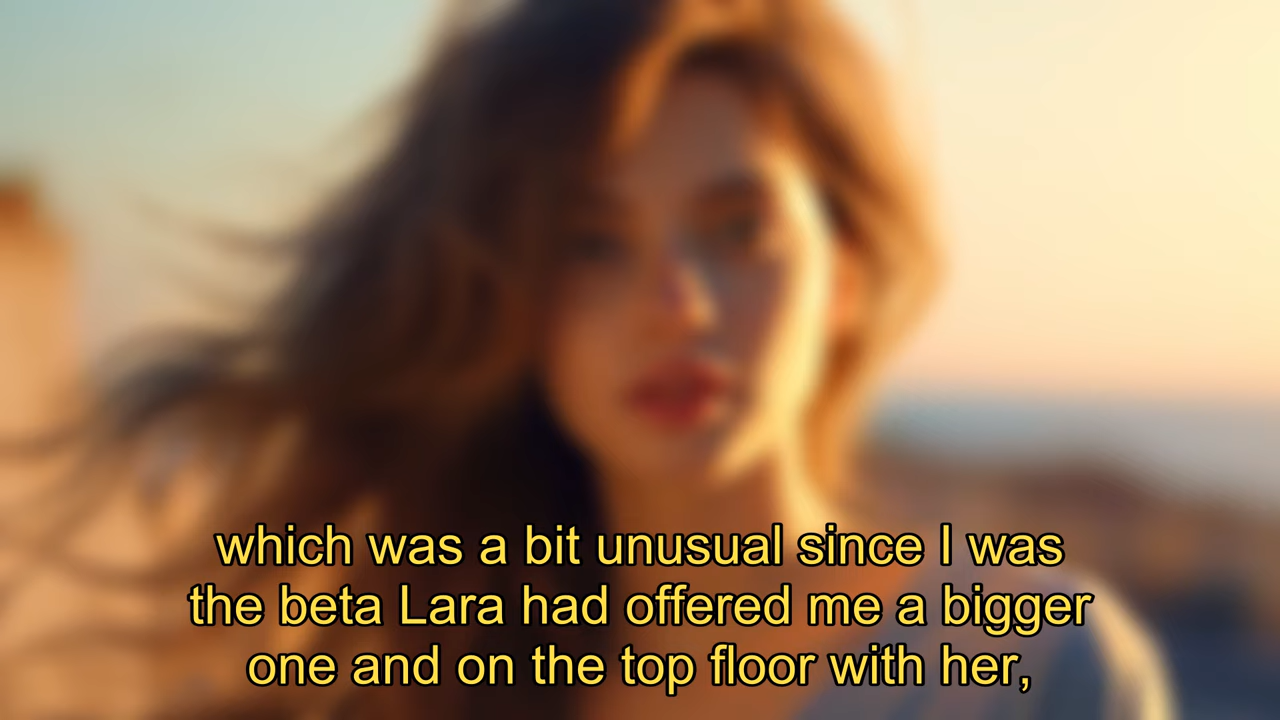 which was a bit unusual since I was
the beta Lara had offered me a bigger
one and on the top floor with her,